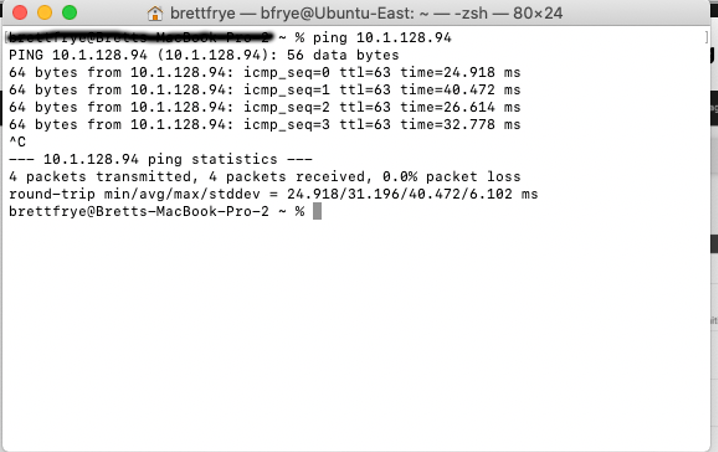 brettfrye — bfrye@Ubuntu-East: ~ — -zsh — 80×24
~ % ping 10.1.128.94
PING 10.1.128.94 (10.1.128.94): 56 data bytes
64 bytes from 10.1.128.94: icmp_seq=0 ttl=63 time=24.918 ms
64 bytes from 10.1.128.94: icmp_seq=1 ttl=63 time=40.472 ms
64 bytes from 10.1.128.94: icmp_seq=2 ttl=63 time=26.614 ms
64 bytes from 10.1.128.94: icmp_seq=3 ttl=63 time=32.778 ms
^C
--- 10.1.128.94 ping statistics ---
4 packets transmitted, 4 packets received, 0.0% packet loss
round-trip min/avg/max/stddev = 24.918/31.196/40.472/6.102 ms
brettfrye@Bretts-MacBook-Pro-2 ~ %